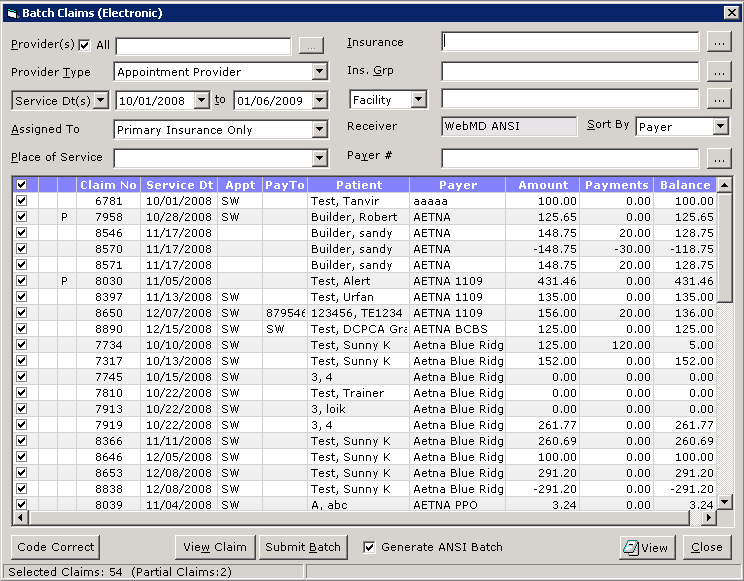 Batch Claims (Electronic)
Provider(s) All ... Insurance ...
Provider Type Appointment Provider Ins. Grp ...
Service Dt(s) 10/01/2008 to 01/06/2009 Facility ...
Assigned To Primary Insurance Only Receiver WebMD ANSI Sort By Payer
Place of Service Payer # ...
Claim No Service Dt Appt PayTo Patient Payer Amount Payments Balance
6781 10/01/2008 SW Test, Tanvir aaaaa 100.00 0.00 100.00
P 7958 10/28/2008 SW Builder, Robert AETNA 125.65 0.00 125.65
8546 11/17/2008 Builder, sandy AETNA 148.75 20.00 128.75
8570 11/17/2008 Builder, sandy AETNA -148.75 -30.00 -118.75
8571 11/17/2008 Builder, sandy AETNA 148.75 20.00 128.75
P 8030 11/05/2008 Test, Alert AETNA 1109 431.46 0.00 431.46
8397 11/13/2008 SW Test, Urfan AETNA 1109 135.00 0.00 135.00
8650 12/07/2008 SW 879546 123456, TE1234 AETNA 1109 156.00 20.00 136.00
8890 12/15/2008 SW SW Test, DCPCA Gra AETNA BCBS 125.00 0.00 125.00
7734 10/10/2008 SW Test, Sunny K Aetna Blue Ridg 125.00 120.00 5.00
7317 10/13/2008 SW Test, Sunny K Aetna Blue Ridg 152.00 0.00 152.00
7745 10/15/2008 SW 3, 4 Aetna Blue Ridg 0.00 0.00 0.00
7810 10/22/2008 SW Test, Trainer Aetna Blue Ridg 0.00 0.00 0.00
7913 10/22/2008 SW 3, loik Aetna Blue Ridg 0.00 0.00 0.00
7919 10/22/2008 SW 3, 4 Aetna Blue Ridg 261.77 0.00 261.77
8366 11/11/2008 SW Test, Sunny K Aetna Blue Ridg 260.69 0.00 260.69
8646 12/05/2008 SW Test, Sunny K Aetna Blue Ridg 100.00 0.00 100.00
8653 12/08/2008 SW Test, Sunny K Aetna Blue Ridg 291.20 0.00 291.20
8838 12/08/2008 SW Test, Sunny K Aetna Blue Ridg -291.20 0.00 -291.20
8039 11/04/2008 SW A, abc AETNA PPO 3.24 0.00 3.24
Code Correct View Claim Submit Batch Generate ANSI Batch View Close
Selected Claims: 54 (Partial Claims:2)